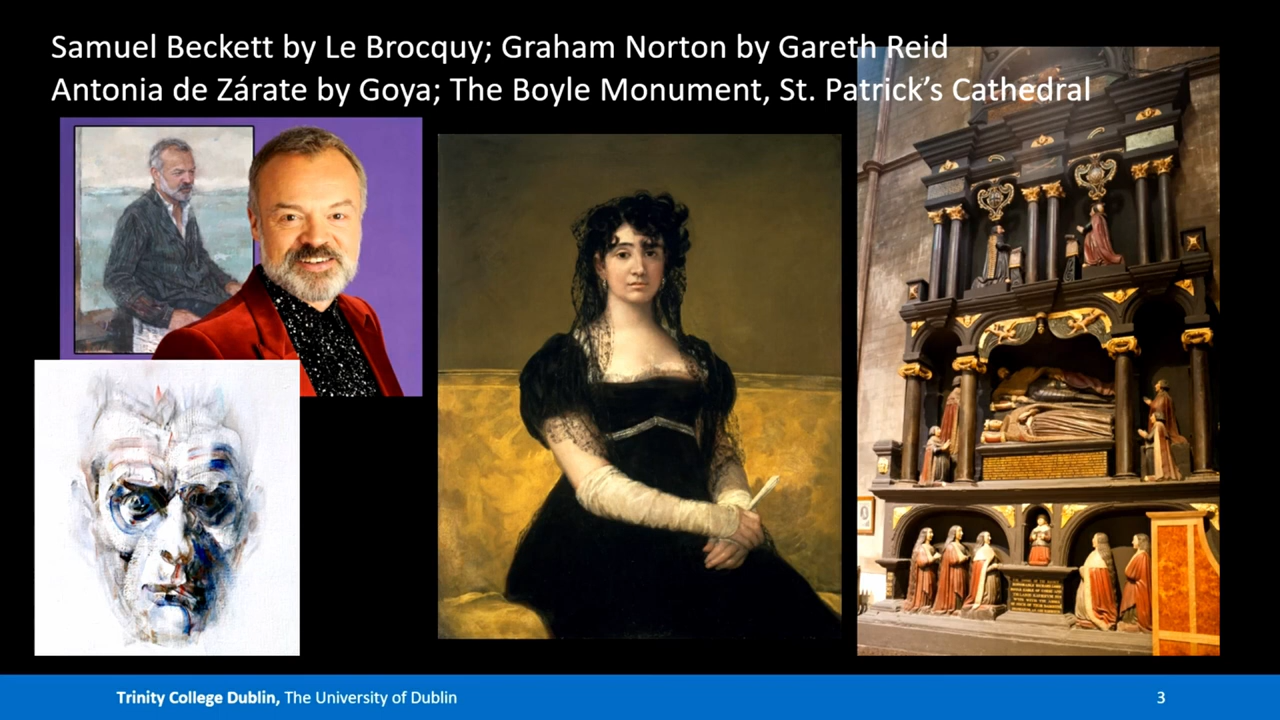 Samuel Beckett by Le Brocquy; Graham Norton by Gareth Reid
Antonia de Zárate by Goya; The Boyle Monument, St. Patrick’s Cathedral
Trinity College Dublin, The University of Dublin
3